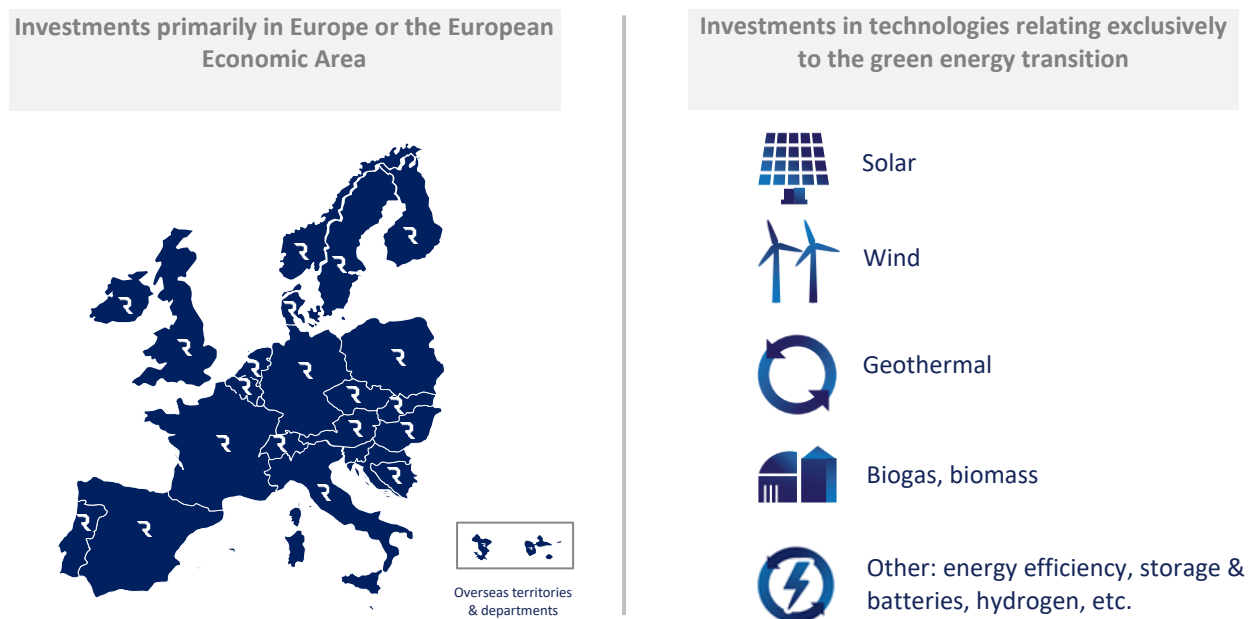 Investments primarily in Europe or the European
Economic Area
Overseas territories
& departments
Investments in technologies relating exclusively
to the green energy transition
Solar
Wind
Geothermal
Biogas, biomass
Other: energy efficiency, storage &
batteries, hydrogen, etc.